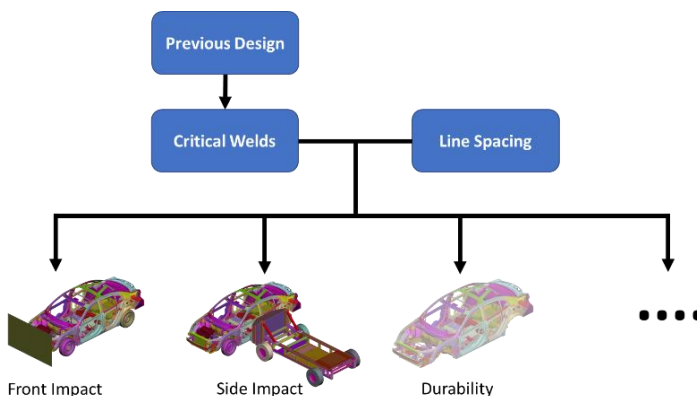 Previous Design
Critical Welds
Line Spacing
Front Impact
Side Impact
Durability